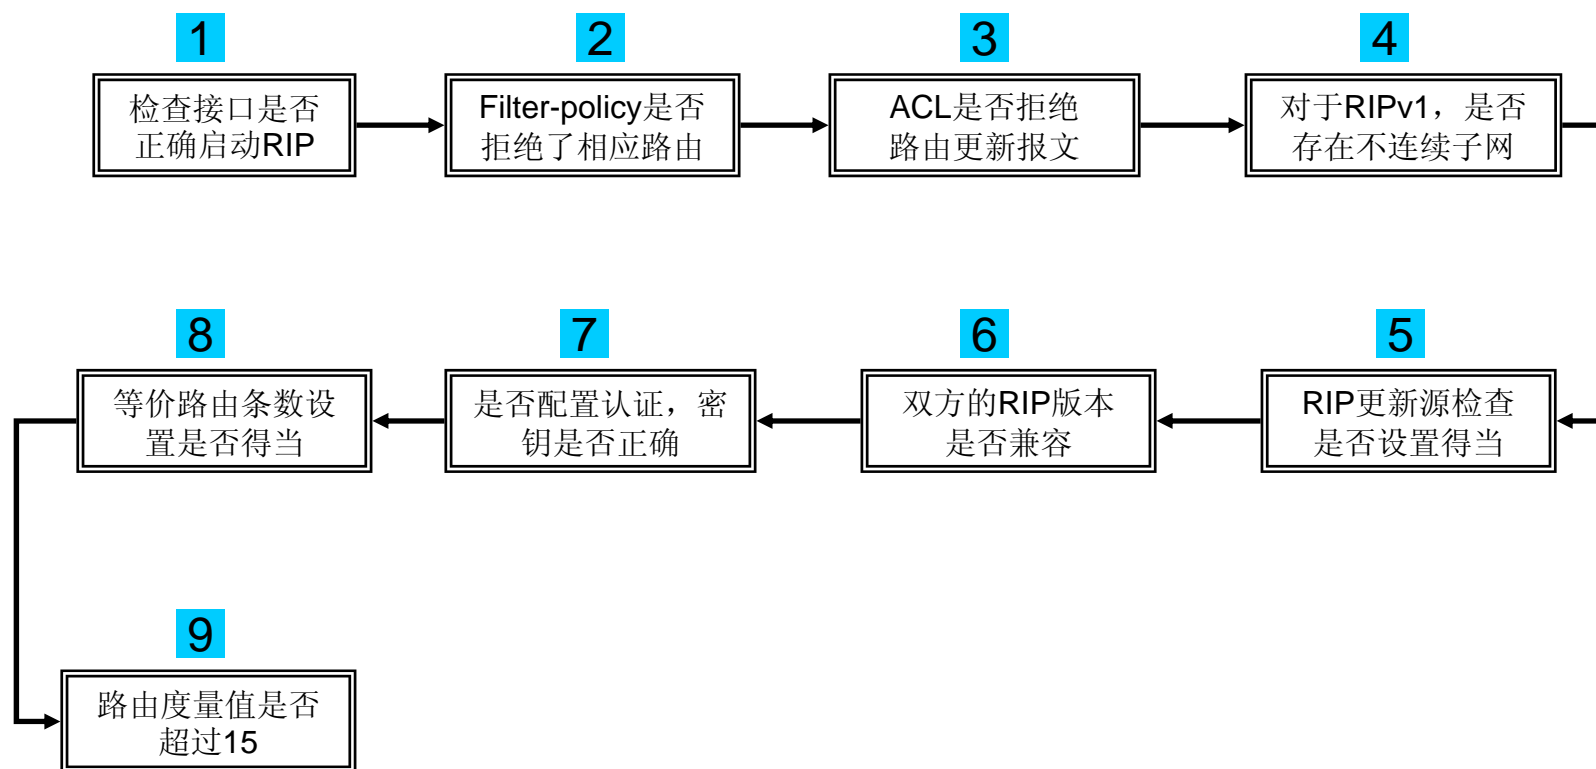 1
检查接口是否
正确启动RIP
2
Filter-policy是否
拒绝了相应路由
3
ACL是否拒绝
路由更新报文
4
对于RIPv1，是否
存在不连续子网
5
RIP更新源检查
是否设置得当
6
双方的RIP版本
是否兼容
7
是否配置认证，密
钥是否正确
8
等价路由条数设
置是否得当
9
路由度量值是否
超过15